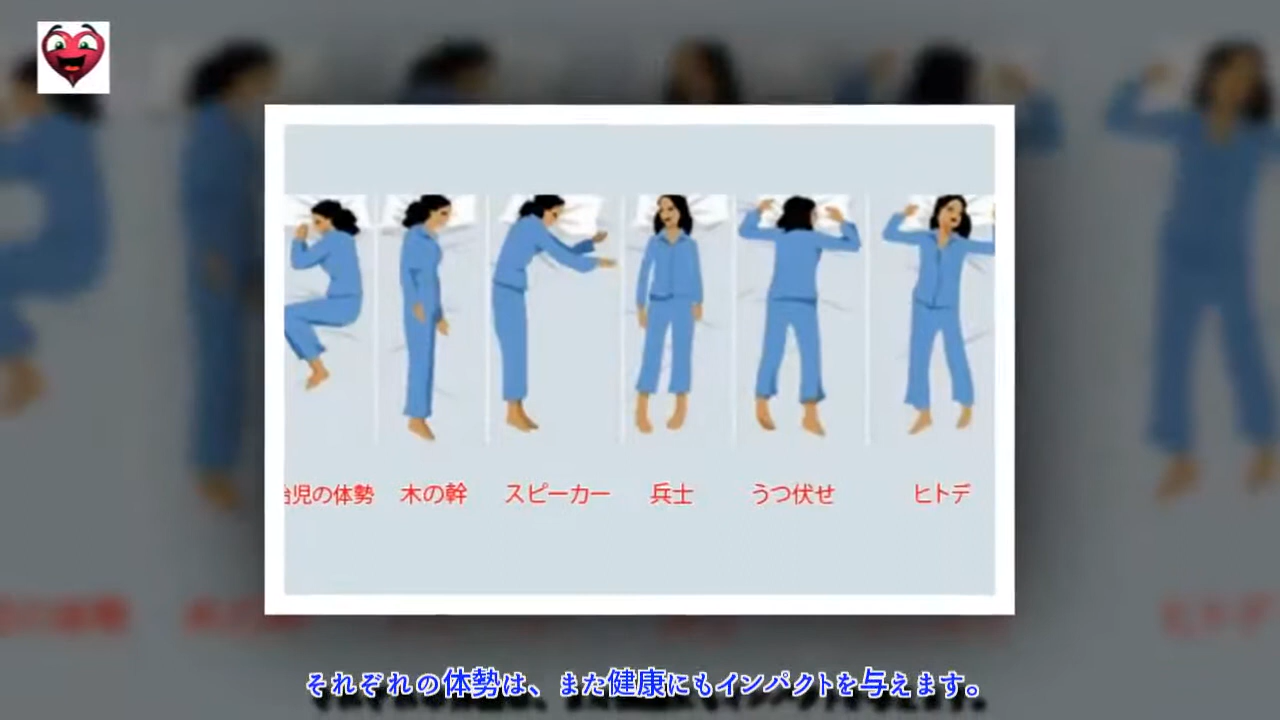 児の体勢 木の幹 スピーカー 兵士 うつ伏せ ヒトデ
それぞれの体勢は、また健康にもインパクトを与えます。